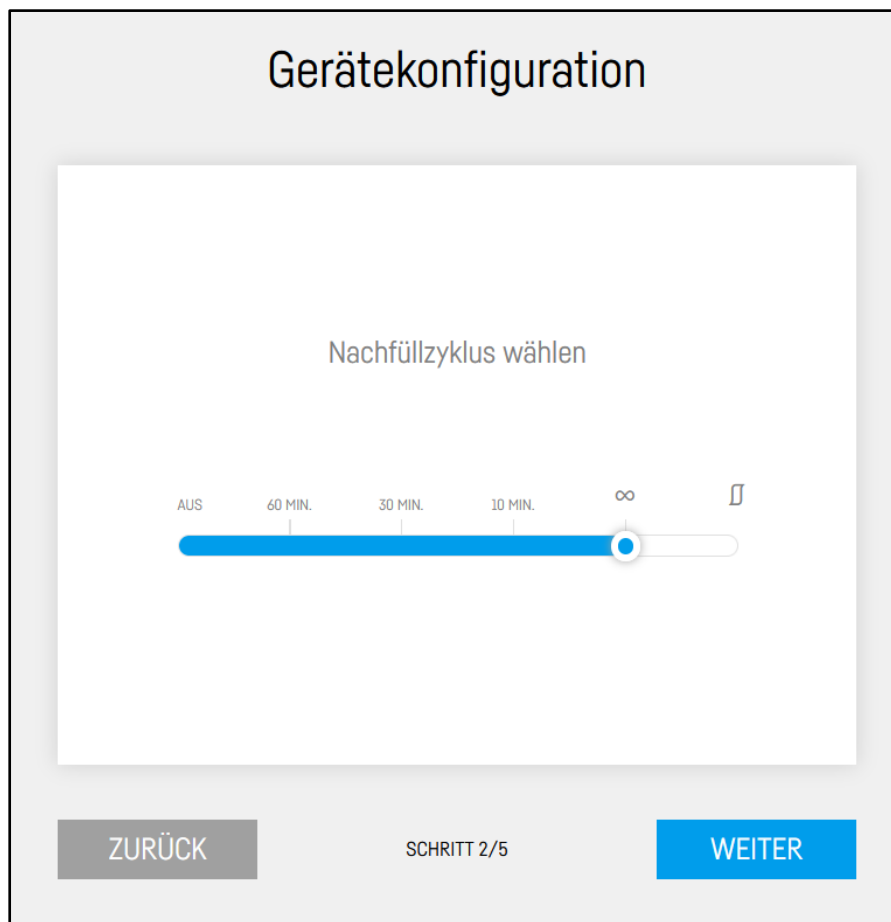 Gerätekonfiguration
Nachfüllzyklus wählen
AUS 60 MIN. 30 MIN. 10 MIN. ∞
ZURÜCK SCHRITT 2/5 WEITER